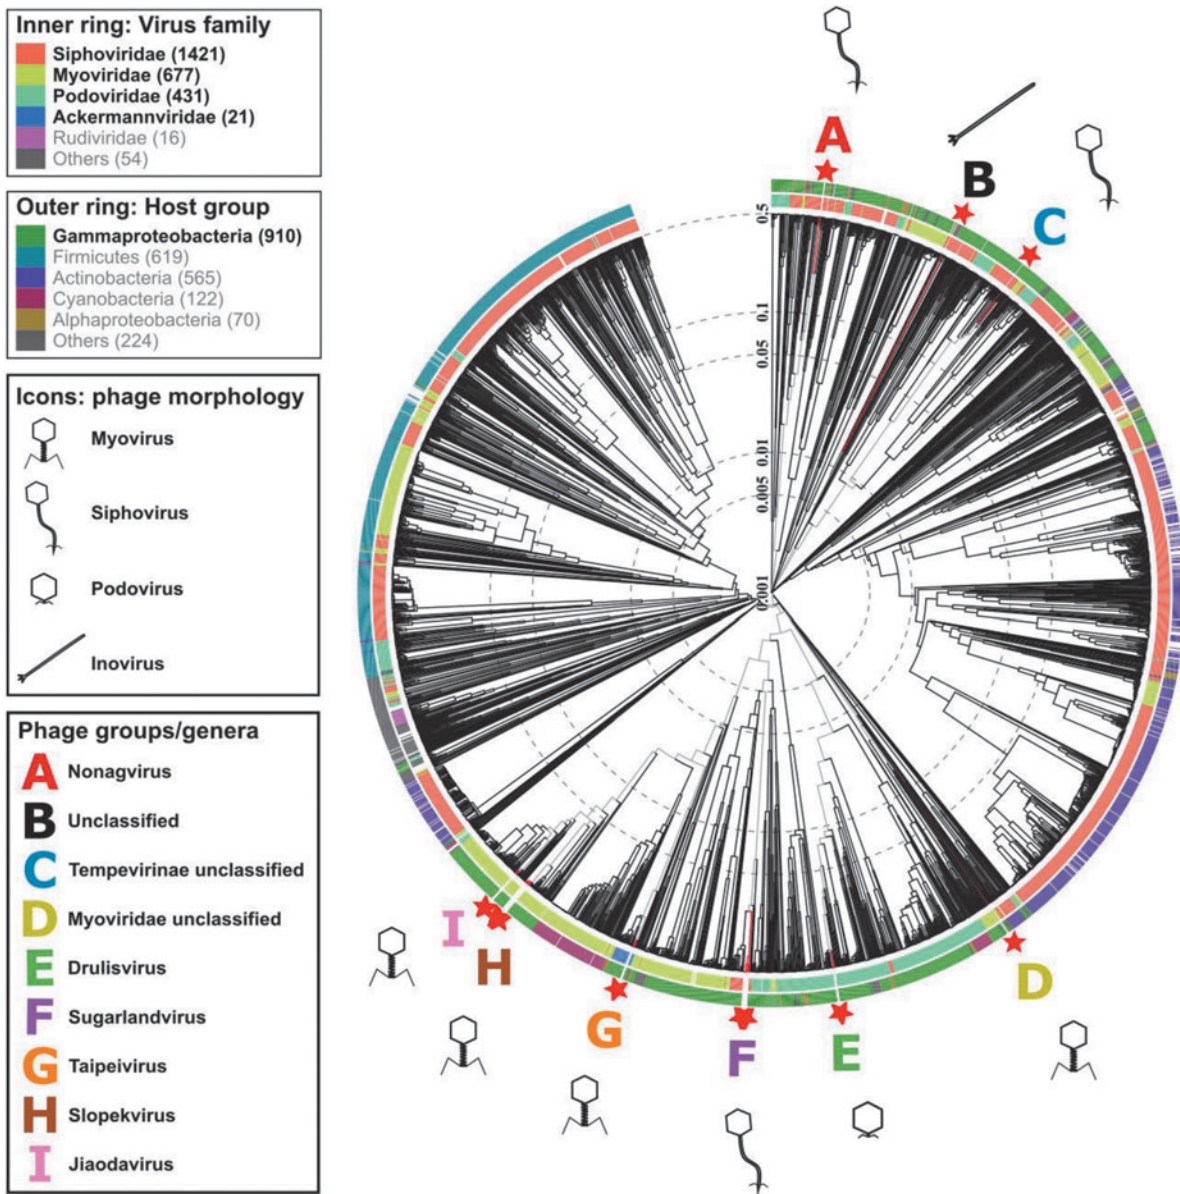 Inner ring: Virus family
Siphoviridae (1421)
Myoviridae (677)
Podoviridae (431)
Ackermannviridae (21)
Rudiviridae (16)
Others (54)
Outer ring: Host group
Gammaproteobacteria (910)
Firmicutes (619)
Actinobacteria (565)
Cyanobacteria (122)
Alphaproteobacteria (70)
Others (224)
Icons: phage morphology
Myovirus
Siphovirus
Podovirus
Inovirus
Phage groups/genera
A Nonagvirus
B Unclassified
C Tempevirinae unclassified
D Myoviridae unclassified
E Drulisvirus
F Sugarlandvirus
G Taipeivirus
H Slopekvirus
I Jiaodavirus
A
B
C
0.5
0.1
0.05
0.01
0.005
0.001
I
H
G
F
E
D